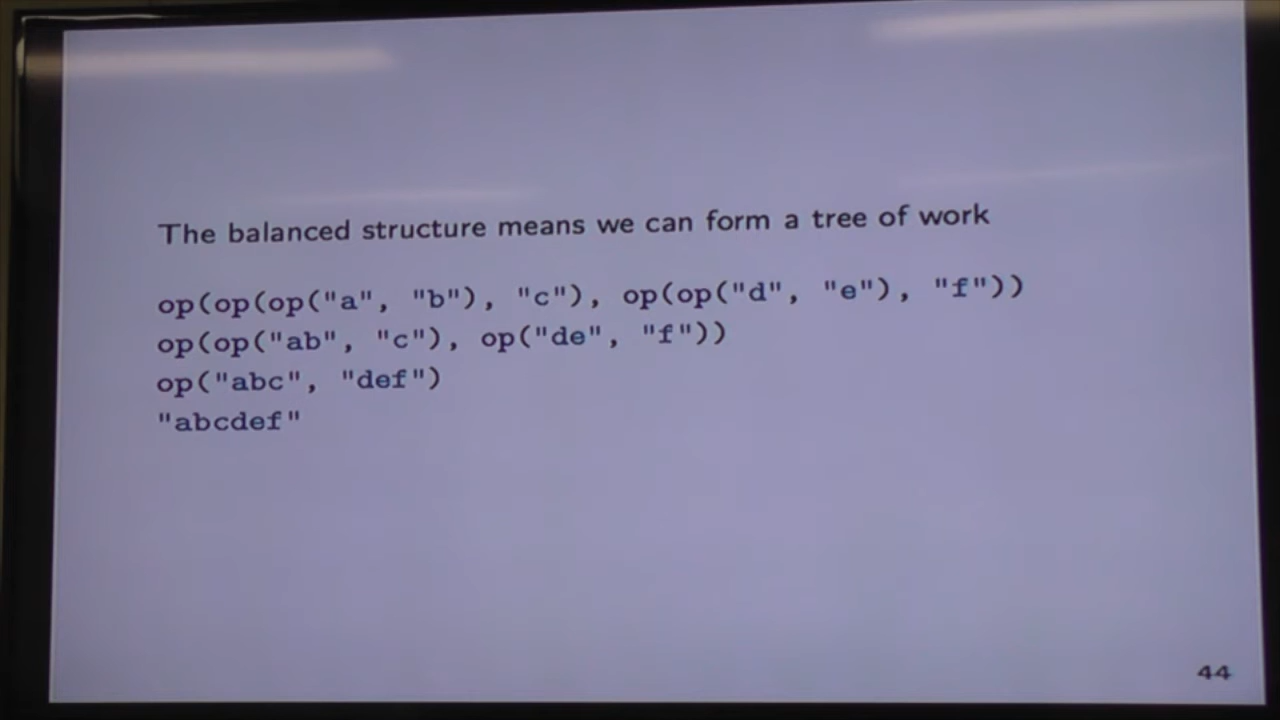 The balanced structure means we can form a tree of work
op(op(op("a", "b"), "c"), op(op("d", "e"), "f"))
op(op("ab", "c"), op("de", "f"))
op("abc", "def")
"abcdef"
44